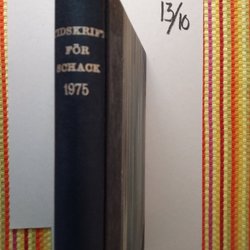 TIDSKRIFT
FÖR
SCHACK
1975
13/10